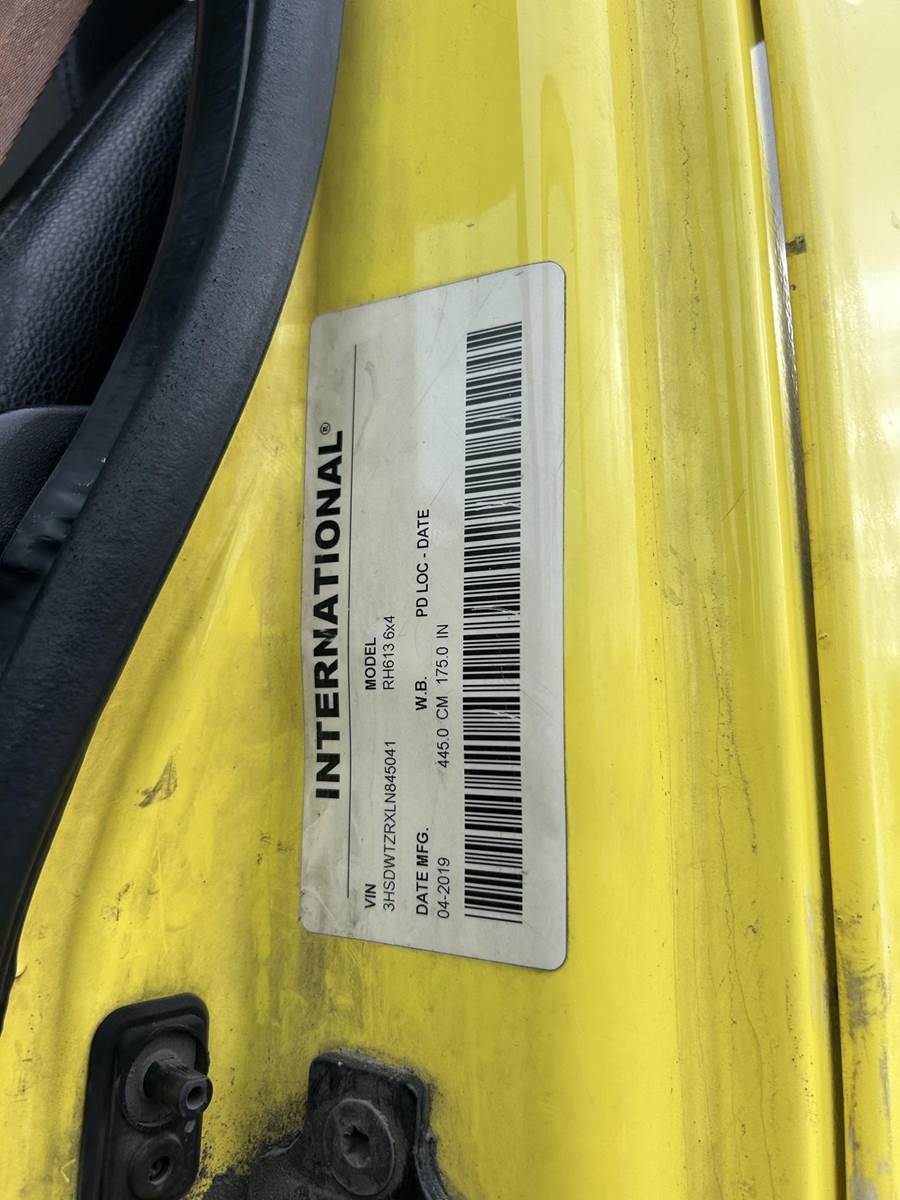 INTERNATIONAL®
VIN MODEL
3HSDWTZRXLN845041 RH613 6x4
DATE MFG. W.B. PD LOC - DATE
04-2019 445.0 CM 175.0 IN